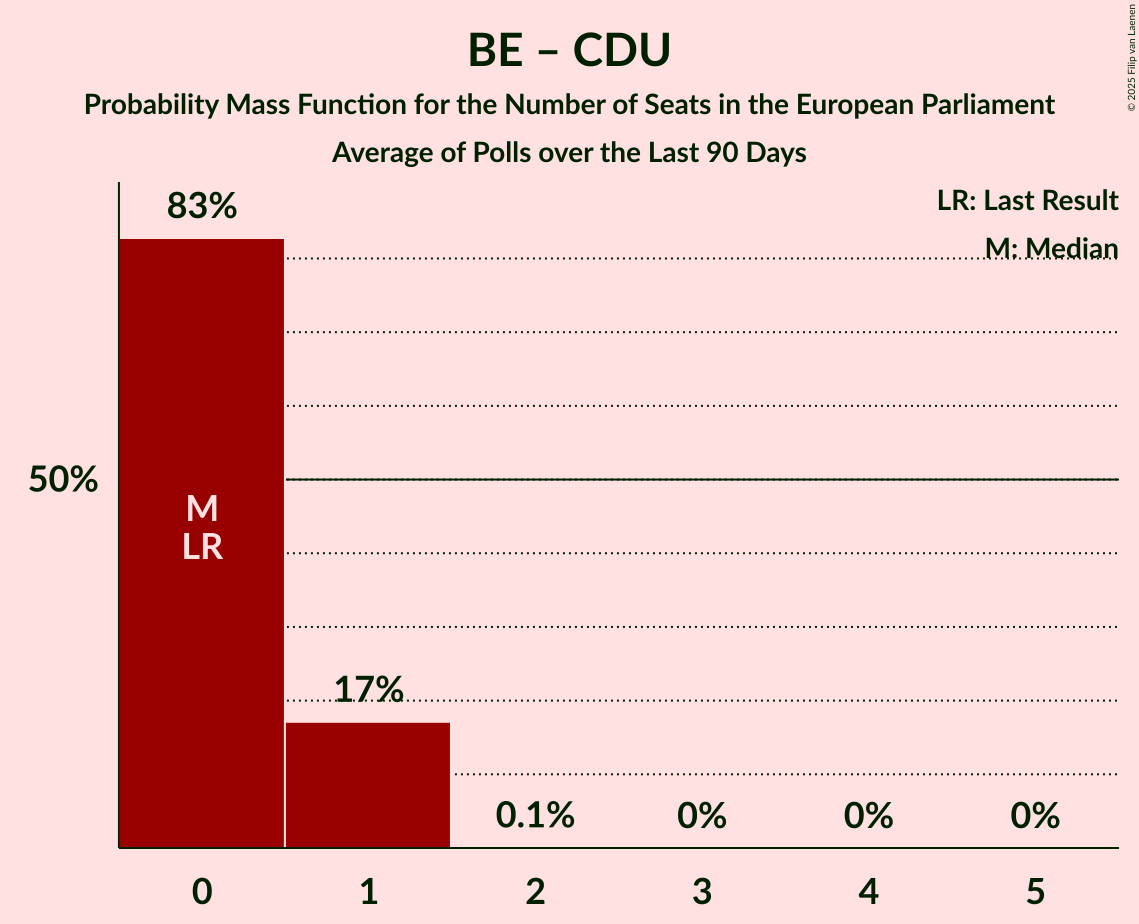 BE – CDU
Probability Mass Function for the Number of Seats in the European Parliament
Average of Polls over the Last 90 Days
© 2025 Filip van Laenen
LR: Last Result
M: Median
83%
50%
M
LR
17%
0.1%
0%
0%
0%
0
1
2
3
4
5